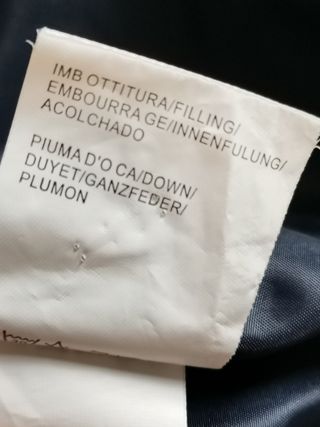 IMB OTTITURA/FILLING/
EMBOURRA GE/INNENFULUNG/
ACOLCHADO
PIUMA D'O CA/DOWN/
DUYET/GANZFEDER/
PLUMON